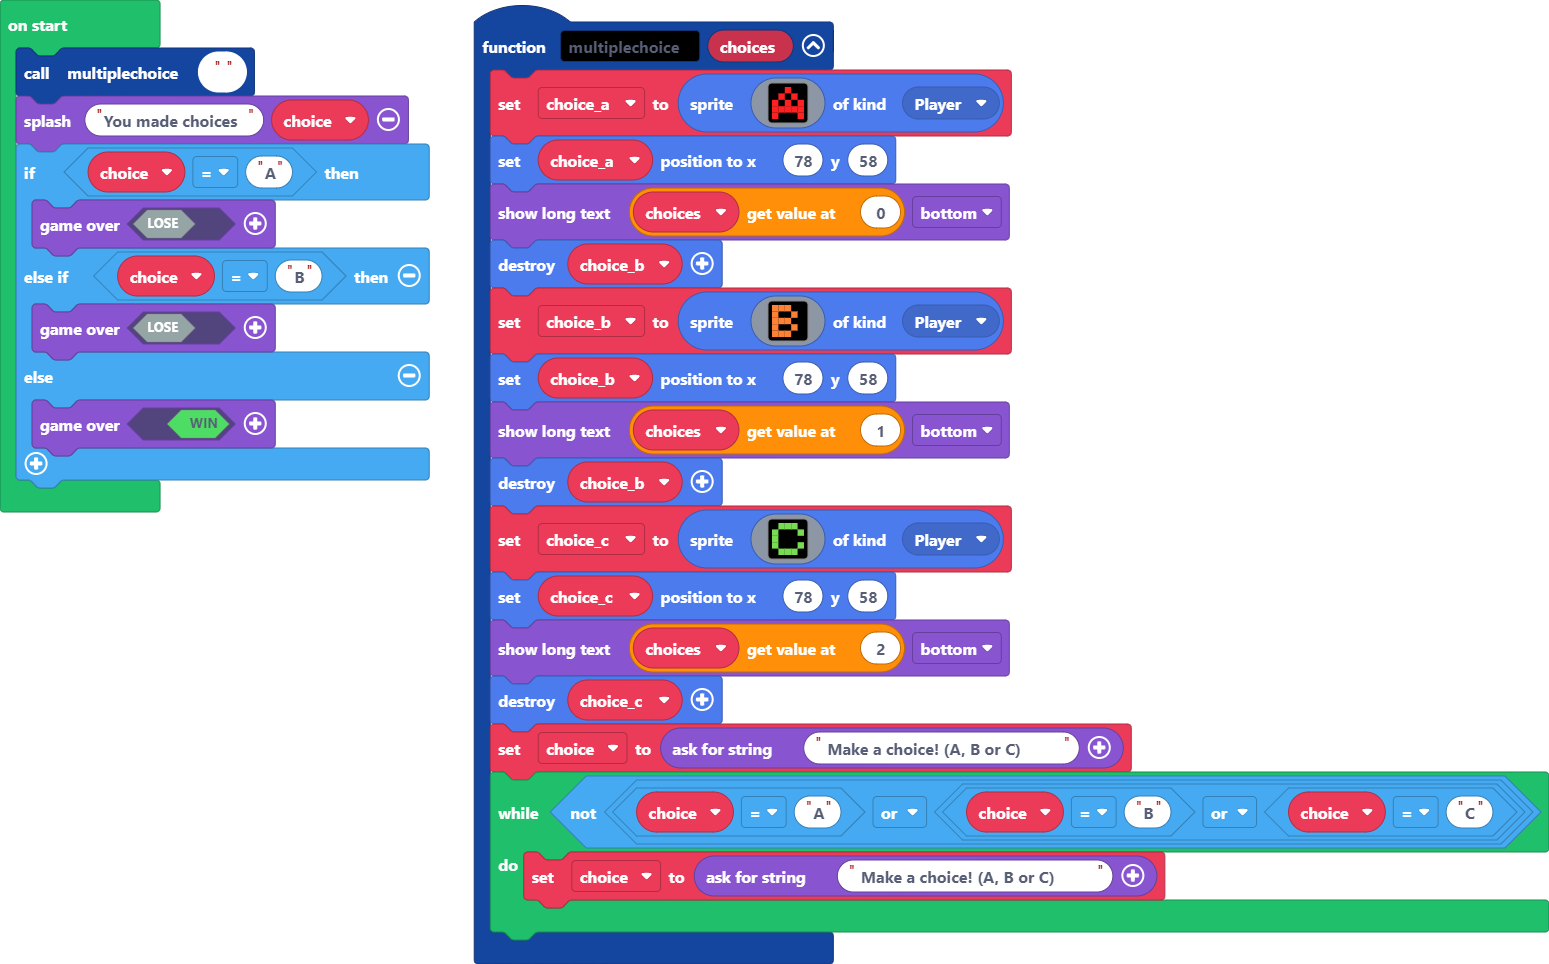 on start
call multiplechoice " "
splash "You made choices" choice
if choice = "A" then
game over LOSE
else if choice = "B" then
game over LOSE
else
game over WIN
function multiplechoice choices
set choice_a to sprite A of kind Player
set choice_a position to x 78 y 58
show long text choices get value at 0 bottom
destroy choice_b
set choice_b to sprite B of kind Player
set choice_b position to x 78 y 58
show long text choices get value at 1 bottom
destroy choice_b
set choice_c to sprite C of kind Player
set choice_c position to x 78 y 58
show long text choices get value at 2 bottom
destroy choice_c
set choice to ask for string "Make a choice! (A, B or C)"
while not choice = "A" or choice = "B" or choice = "C"
do set choice to ask for string "Make a choice! (A, B or C)"